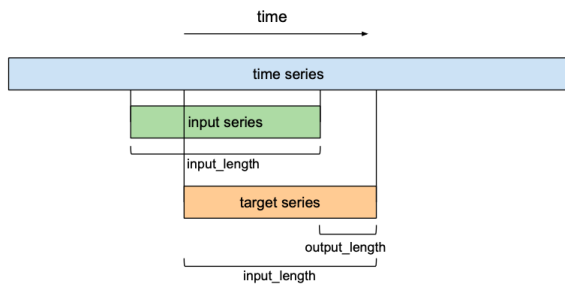 time
time series
input series
input_length
target series
output_length
input_length